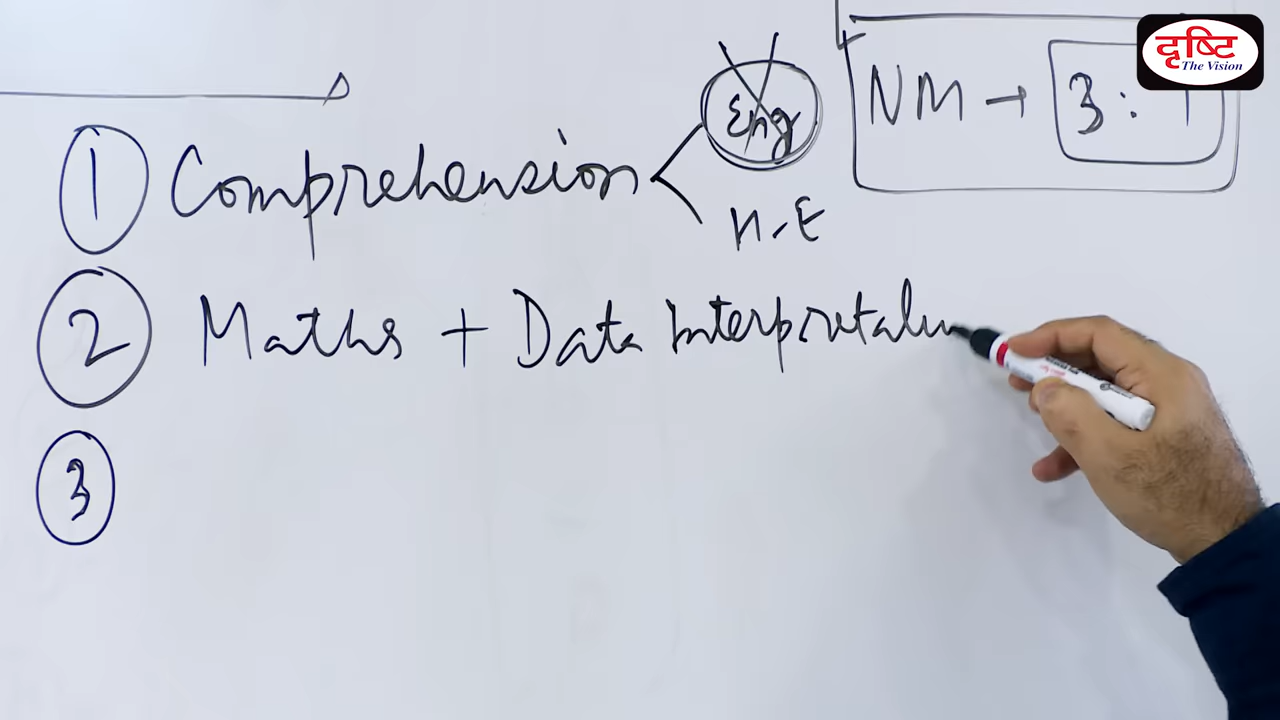 दृष्टि
The Vision
NM → 3 : 1
Eng
1 Comprehension
N.E
2 Maths + Data Interpretation
3